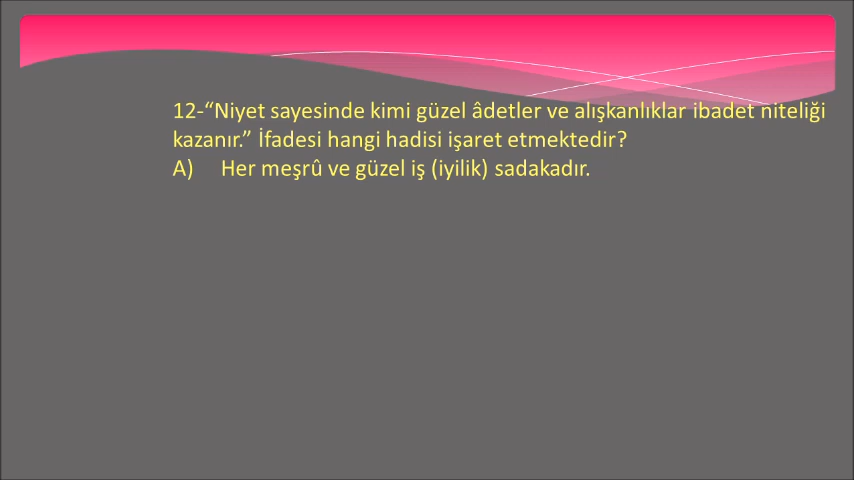 12-“Niyet sayesinde kimi güzel âdetler ve alışkanlıklar ibadet niteliği
kazanır.” İfadesi hangi hadisi işaret etmektedir?
A) Her meşrû ve güzel iş (iyilik) sadakadır.